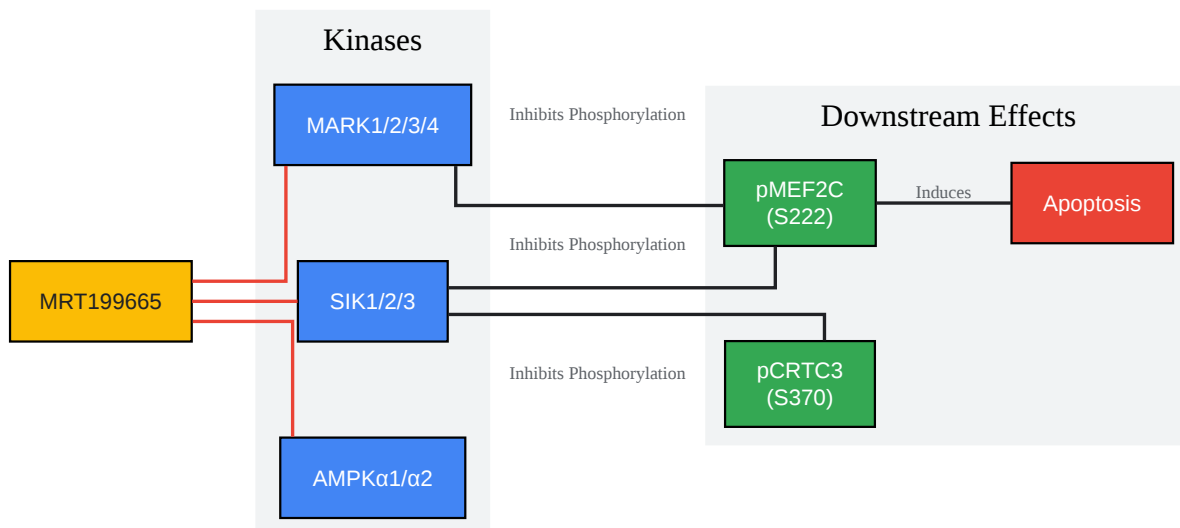 Kinases
MARK1/2/3/4
Inhibits Phosphorylation
Downstream Effects
pMEF2C
(S222)
Induces
Apoptosis
Inhibits Phosphorylation
MRT199665
SIK1/2/3
Inhibits Phosphorylation
pCRTC3
(S370)
AMPKα1/α2